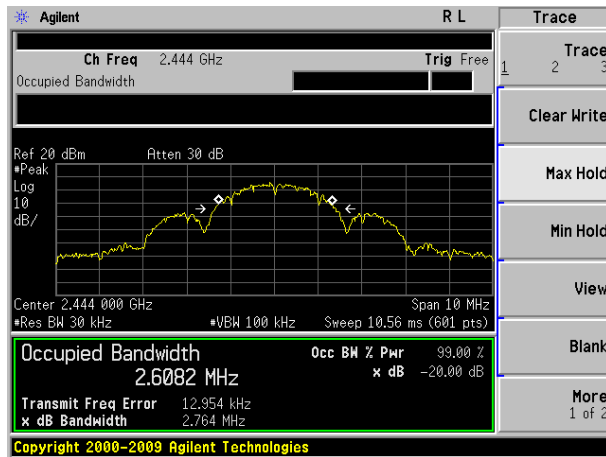 Agilent R L Trace
Ch Freq 2.444 GHz Trig Free
Occupied Bandwidth
Trace
1 2 3
Clear Write
Max Hold
Min Hold
View
Blank
More
1 of 2
Ref 20 dBm Atten 30 dB
#Peak
Log
10
dB/
Center 2.444 000 GHz Span 10 MHz
#Res BW 30 kHz #VBW 100 kHz Sweep 10.56 ms (601 pts)
Occupied Bandwidth Occ BW % Pwr 99.00 %
2.6082 MHz x dB -20.00 dB
Transmit Freq Error 12.954 kHz
x dB Bandwidth 2.764 MHz
Copyright 2000-2009 Agilent Technologies